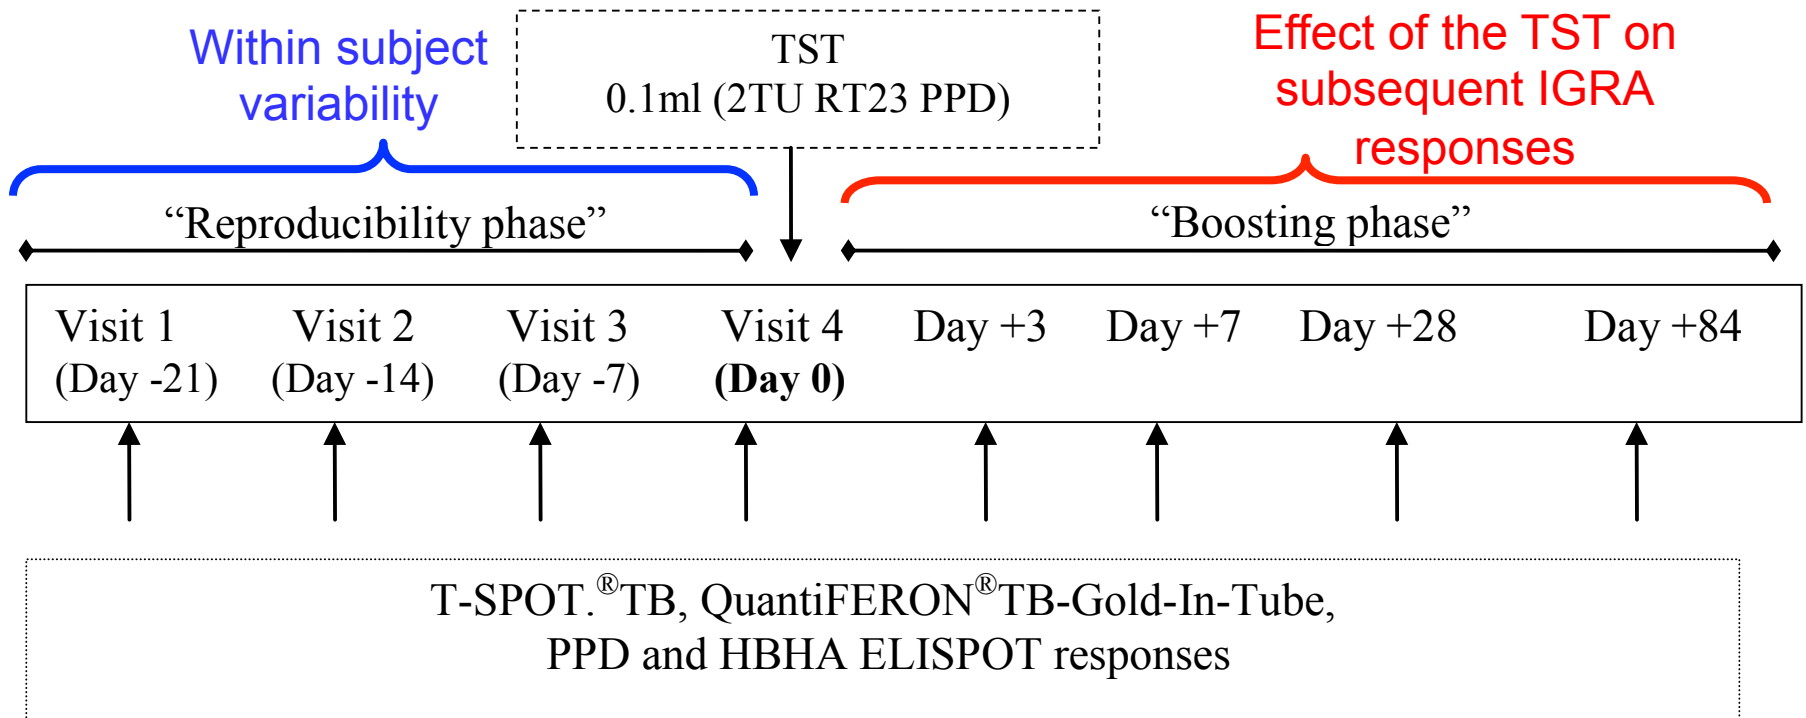 Within subject
variability
TST
0.1ml (2TU RT23 PPD)
Effect of the TST on
subsequent IGRA
responses
“Reproducibility phase”
“Boosting phase”
Visit 1
(Day -21)
Visit 2
(Day -14)
Visit 3
(Day -7)
Visit 4
(Day 0)
Day +3
Day +7
Day +28
Day +84
T-SPOT.®TB, QuantiFERON®TB-Gold-In-Tube,
PPD and HBHA ELISPOT responses